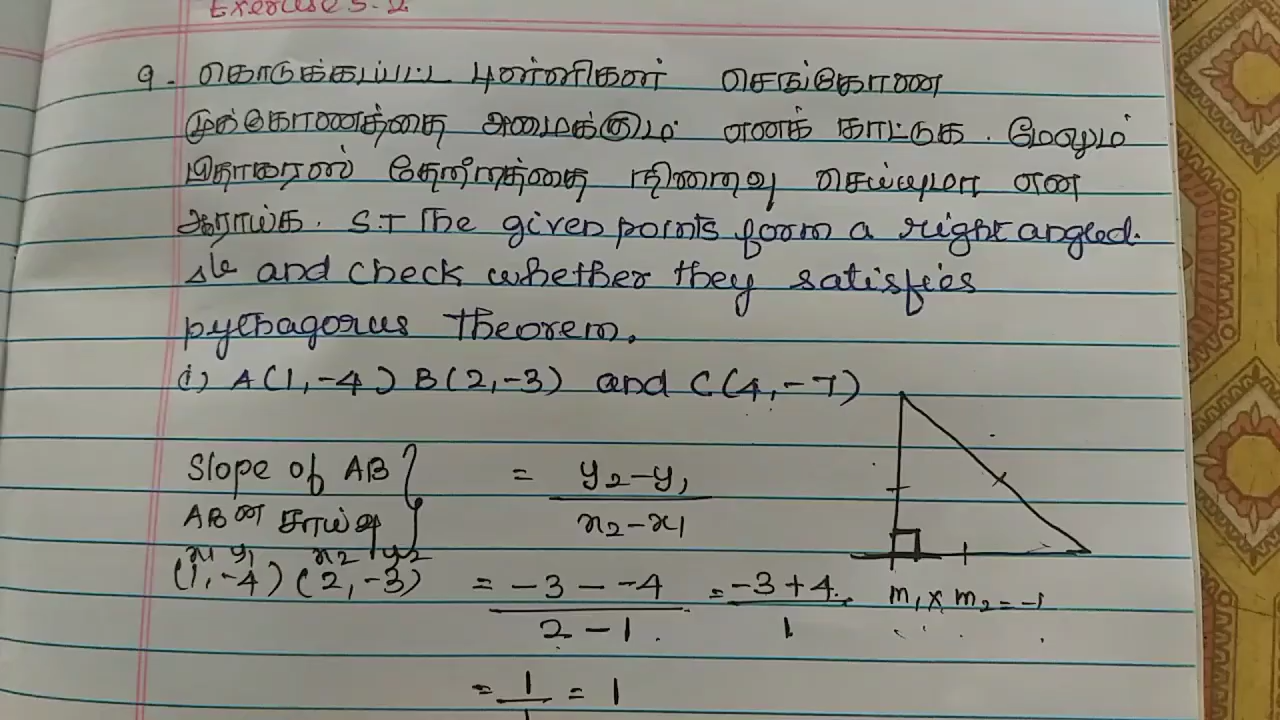 Exercise 5.2
9. கொடுக்கப்பட்ட புள்ளிகள் செங்கோண
முக்கோணத்தை அமைக்கும் எனக் காட்டுக. மேலும்
பிதாகரஸ் தேற்றத்தை நிறைவு செய்யுமா என
ஆராய்க. S.T The given points form a right angled.
sle and check whether they satisfies
pythagorus theorem.
(i) A(1,-4) B(2,-3) and C(4,-7)
Slope of AB } = y2-y1 / x2-x1
AB ன் சாய்வு
x1 y1 x2 y2
(1,-4) (2,-3) = -3--4 / 2-1. = -3+4. / 1
m1 x m2 = -1
= 1/1 = 1